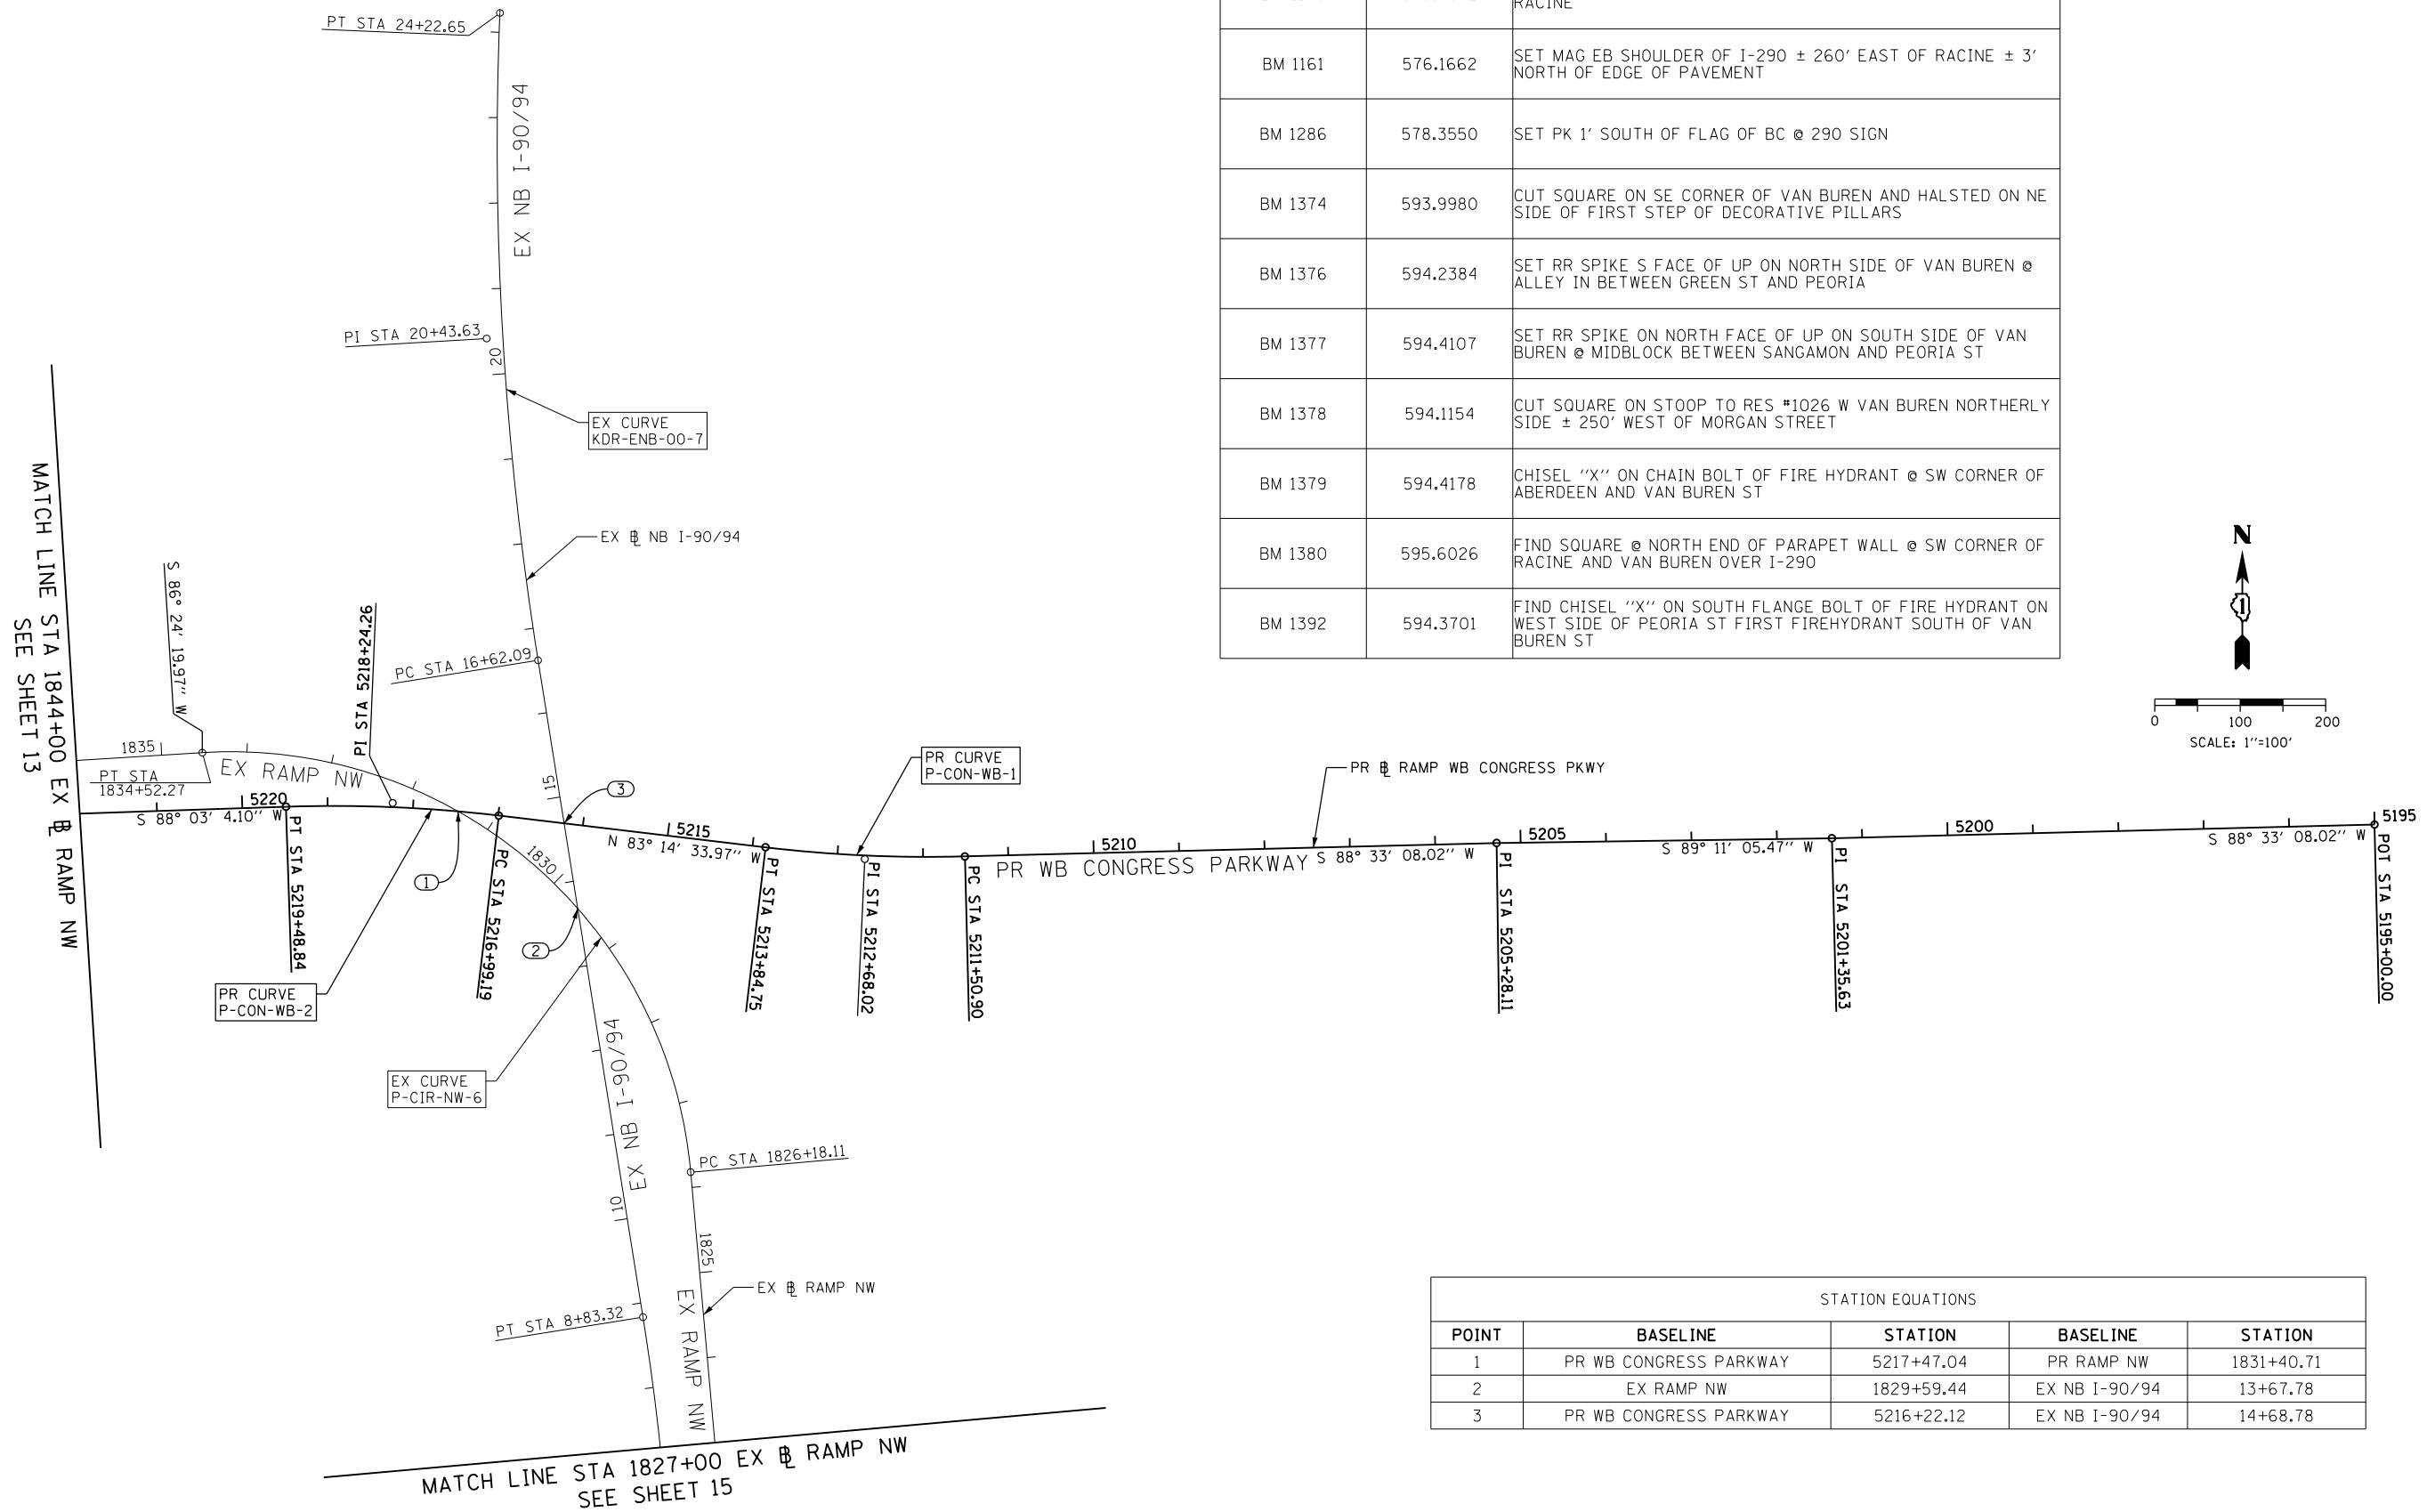 RACINE
BM 1161 576.1662 SET MAG EB SHOULDER OF I-290 ± 260' EAST OF RACINE ± 3'
NORTH OF EDGE OF PAVEMENT
BM 1286 578.3550 SET PK 1' SOUTH OF FLAG OF BC @ 290 SIGN
BM 1374 593.9980 CUT SQUARE ON SE CORNER OF VAN BUREN AND HALSTED ON NE
SIDE OF FIRST STEP OF DECORATIVE PILLARS
BM 1376 594.2384 SET RR SPIKE S FACE OF UP ON NORTH SIDE OF VAN BUREN @
ALLEY IN BETWEEN GREEN ST AND PEORIA
BM 1377 594.4107 SET RR SPIKE ON NORTH FACE OF UP ON SOUTH SIDE OF VAN
BUREN @ MIDBLOCK BETWEEN SANGAMON AND PEORIA ST
BM 1378 594.1154 CUT SQUARE ON STOOP TO RES #1026 W VAN BUREN NORTHERLY
SIDE ± 250' WEST OF MORGAN STREET
BM 1379 594.4178 CHISEL ''X'' ON CHAIN BOLT OF FIRE HYDRANT @ SW CORNER OF
ABERDEEN AND VAN BUREN ST
BM 1380 595.6026 FIND SQUARE @ NORTH END OF PARAPET WALL @ SW CORNER OF
RACINE AND VAN BUREN OVER I-290
BM 1392 594.3701 FIND CHISEL ''X'' ON SOUTH FLANGE BOLT OF FIRE HYDRANT ON
WEST SIDE OF PEORIA ST FIRST FIREHYDRANT SOUTH OF VAN
BUREN ST
PT STA 24+22.65
EX NB I-90/94
PI STA 20+43.63
20
EX CURVE
KDR-ENB-00-7
EX BL NB I-90/94
PC STA 16+62.09
15
MATCH LINE STA 1844+00 EX BL RAMP NW
SEE SHEET 13
S 86° 24' 19.97'' W
PI STA 5218+24.26
1835
PT STA
1834+52.27
EX RAMP NW
5220
S 88° 03' 4.10'' W
PT STA 5219+48.84
1
PC STA 5216+99.19
1830
2
3
5215
N 83° 14' 33.97'' W
PT STA 5213+84.75
PR CURVE
P-CON-WB-1
PI STA 5212+68.02
PC STA 5211+50.90
5210
PR WB CONGRESS PARKWAY
S 88° 33' 08.02'' W
PR BL RAMP WB CONGRESS PKWY
PI STA 5205+28.11
5205
S 89° 11' 05.47'' W
PI STA 5201+35.63
5200
S 88° 33' 08.02'' W
5195
POT STA 5195+00.00
N
1
0 100 200
SCALE: 1''=100'
PR CURVE
P-CON-WB-2
EX CURVE
P-CIR-NW-6
EX NB I-90/94
10
PC STA 1826+18.11
1825
EX BL RAMP NW
EX RAMP NW
PT STA 8+83.32
MATCH LINE STA 1827+00 EX BL RAMP NW
SEE SHEET 15
STATION EQUATIONS
POINT BASELINE STATION BASELINE STATION
1 PR WB CONGRESS PARKWAY 5217+47.04 PR RAMP NW 1831+40.71
2 EX RAMP NW 1829+59.44 EX NB I-90/94 13+67.78
3 PR WB CONGRESS PARKWAY 5216+22.12 EX NB I-90/94 14+68.78